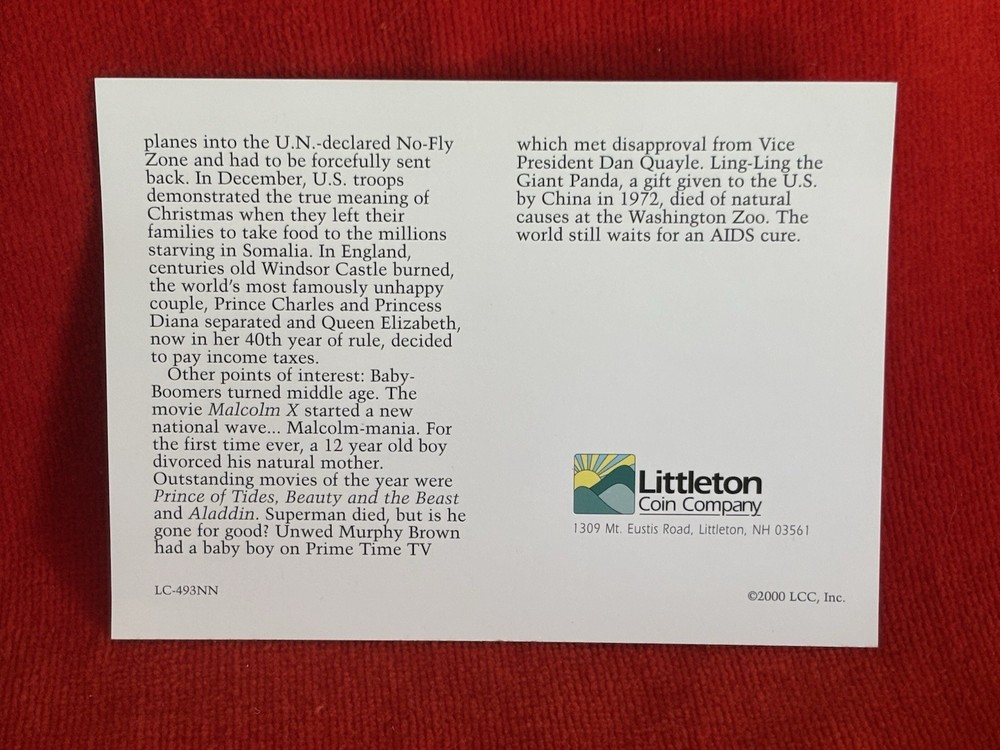 planes into the U.N.-declared No-Fly
Zone and had to be forcefully sent
back. In December, U.S. troops
demonstrated the true meaning of
Christmas when they left their
families to take food to the millions
starving in Somalia. In England,
centuries old Windsor Castle burned,
the world's most famously unhappy
couple, Prince Charles and Princess
Diana separated and Queen Elizabeth,
now in her 40th year of rule, decided
to pay income taxes.
Other points of interest: Baby-
Boomers turned middle age. The
movie Malcolm X started a new
national wave... Malcolm-mania. For
the first time ever, a 12 year old boy
divorced his natural mother.
Outstanding movies of the year were
Prince of Tides, Beauty and the Beast
and Aladdin. Superman died, but is he
gone for good? Unwed Murphy Brown
had a baby boy on Prime Time TV
LC-493NN
which met disapproval from Vice
President Dan Quayle. Ling-Ling the
Giant Panda, a gift given to the U.S.
by China in 1972, died of natural
causes at the Washington Zoo. The
world still waits for an AIDS cure.
Littleton
Coin Company
1309 Mt. Eustis Road, Littleton, NH 03561
©2000 LCC, Inc.